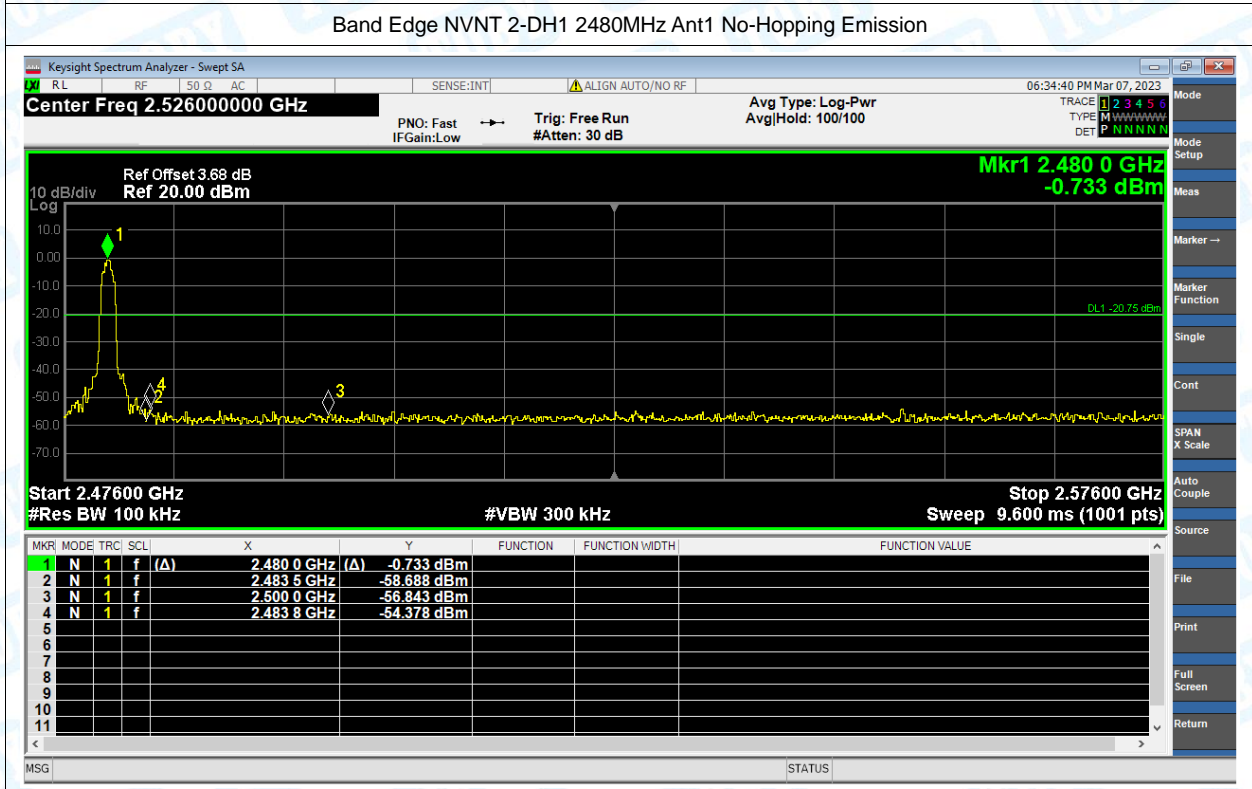 Band Edge NVNT 2-DH1 2480MHz Ant1 No-Hopping Emission
Keysight Spectrum Analyzer - Swept SA
LXI RL RF 50 Ω AC SENSE:INT ALIGN AUTO/NO RF 06:34:40 PM Mar 07, 2023
Center Freq 2.526000000 GHz
PNO: Fast
IFGain:Low
Trig: Free Run
#Atten: 30 dB
Avg Type: Log-Pwr
Avg|Hold: 100/100
TRACE 1 2 3 4 5 6
TYPE M WWWWW
DET P N N N N N
Ref Offset 3.68 dB
10 dB/div Ref 20.00 dBm
Log
Mkr1 2.480 0 GHz
-0.733 dBm
10.0
0.00
-10.0
-20.0
-30.0
-40.0
-50.0
-60.0
-70.0
1
4
2
3
DL1 -20.75 dBm
Start 2.47600 GHz Stop 2.57600 GHz
#Res BW 100 kHz #VBW 300 kHz Sweep 9.600 ms (1001 pts)
MKR MODE TRC SCL X Y FUNCTION FUNCTION WIDTH FUNCTION VALUE
1 N 1 f (Δ) 2.480 0 GHz (Δ) -0.733 dBm
2 N 1 f 2.483 5 GHz -58.688 dBm
3 N 1 f 2.500 0 GHz -56.843 dBm
4 N 1 f 2.483 8 GHz -54.378 dBm
5
6
7
8
9
10
11
MSG STATUS
Mode
Mode Setup
Meas
Marker →
Marker Function
Single
Cont
SPAN X Scale
Auto Couple
Source
File
Print
Full Screen
Return